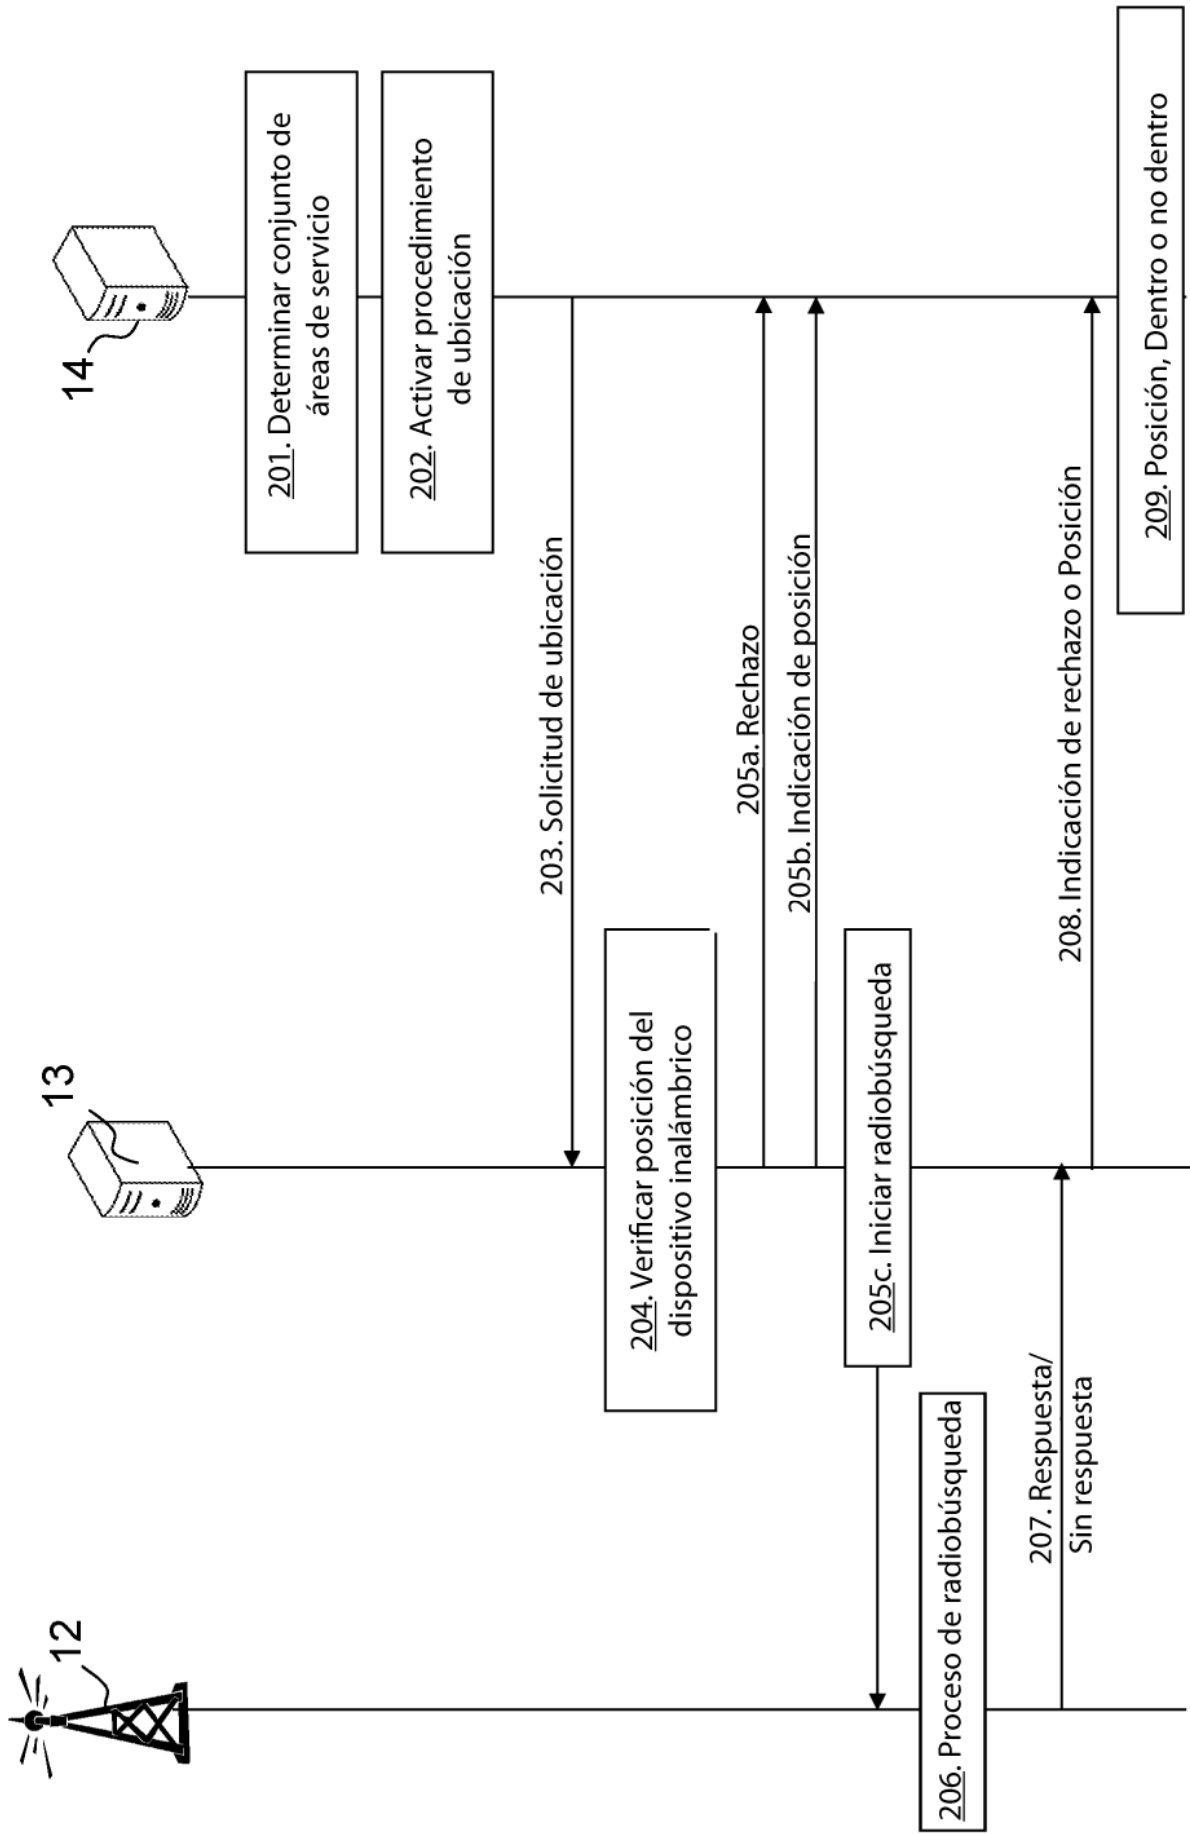 12
13
14
201. Determinar conjunto de
áreas de servicio
202. Activar procedimiento
de ubicación
203. Solicitud de ubicación
204. Verificar posición del
dispositivo inalámbrico
205a. Rechazo
205b. Indicación de posición
205c. Iniciar radiobúsqueda
206. Proceso de radiobúsqueda
207. Respuesta/
Sin respuesta
208. Indicación de rechazo o Posición
209. Posición, Dentro o no dentro